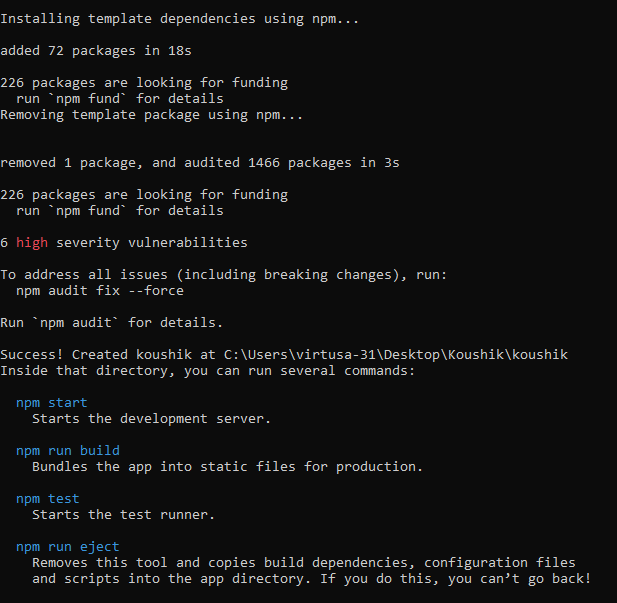 Installing template dependencies using npm...
added 72 packages in 18s
226 packages are looking for funding
  run `npm fund` for details
Removing template package using npm...
removed 1 package, and audited 1466 packages in 3s
226 packages are looking for funding
  run `npm fund` for details
6 high severity vulnerabilities
To address all issues (including breaking changes), run:
  npm audit fix --force
Run `npm audit` for details.
Success! Created koushik at C:\Users\virtusa-31\Desktop\Koushik\koushik
Inside that directory, you can run several commands:
  npm start
    Starts the development server.
  npm run build
    Bundles the app into static files for production.
  npm test
    Starts the test runner.
  npm run eject
    Removes this tool and copies build dependencies, configuration files
    and scripts into the app directory. If you do this, you can’t go back!